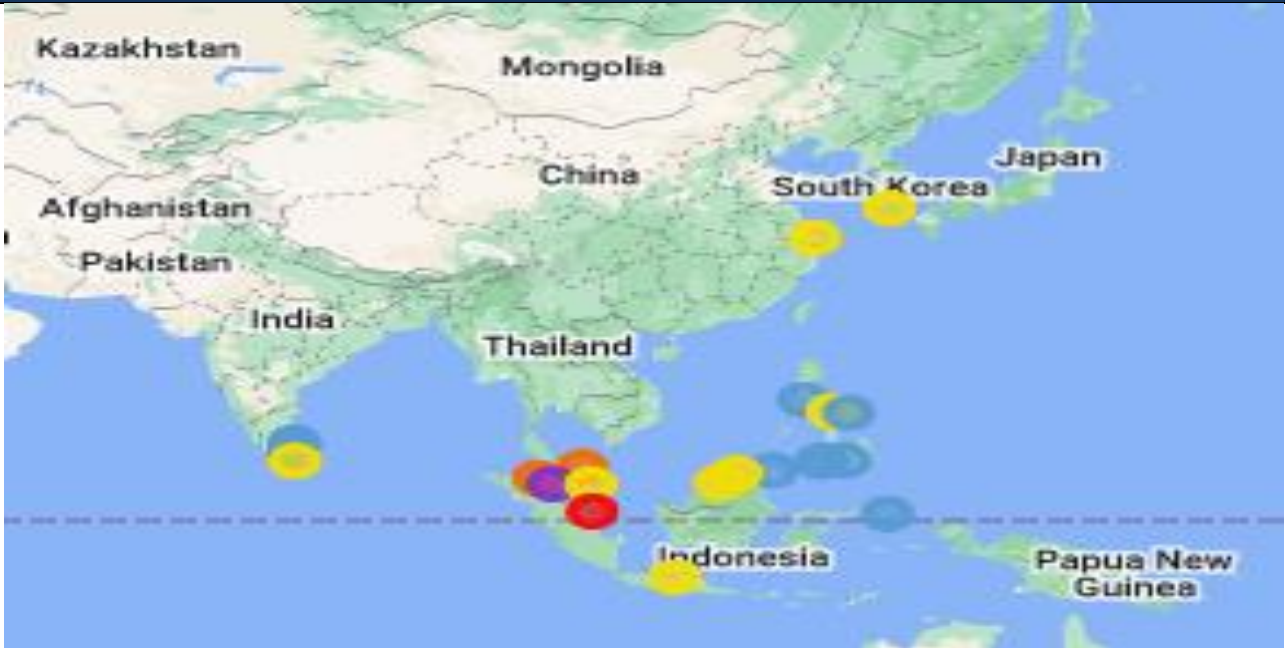 Kazakhstan
Mongolia
Japan
China
South Korea
Afghanistan
Pakistan
India
Thailand
Indonesia
Papua New
Guinea